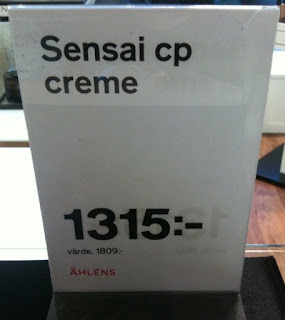 Sensai cp
creme
1315:-
värde. 1809:-
ÅHLÉNS